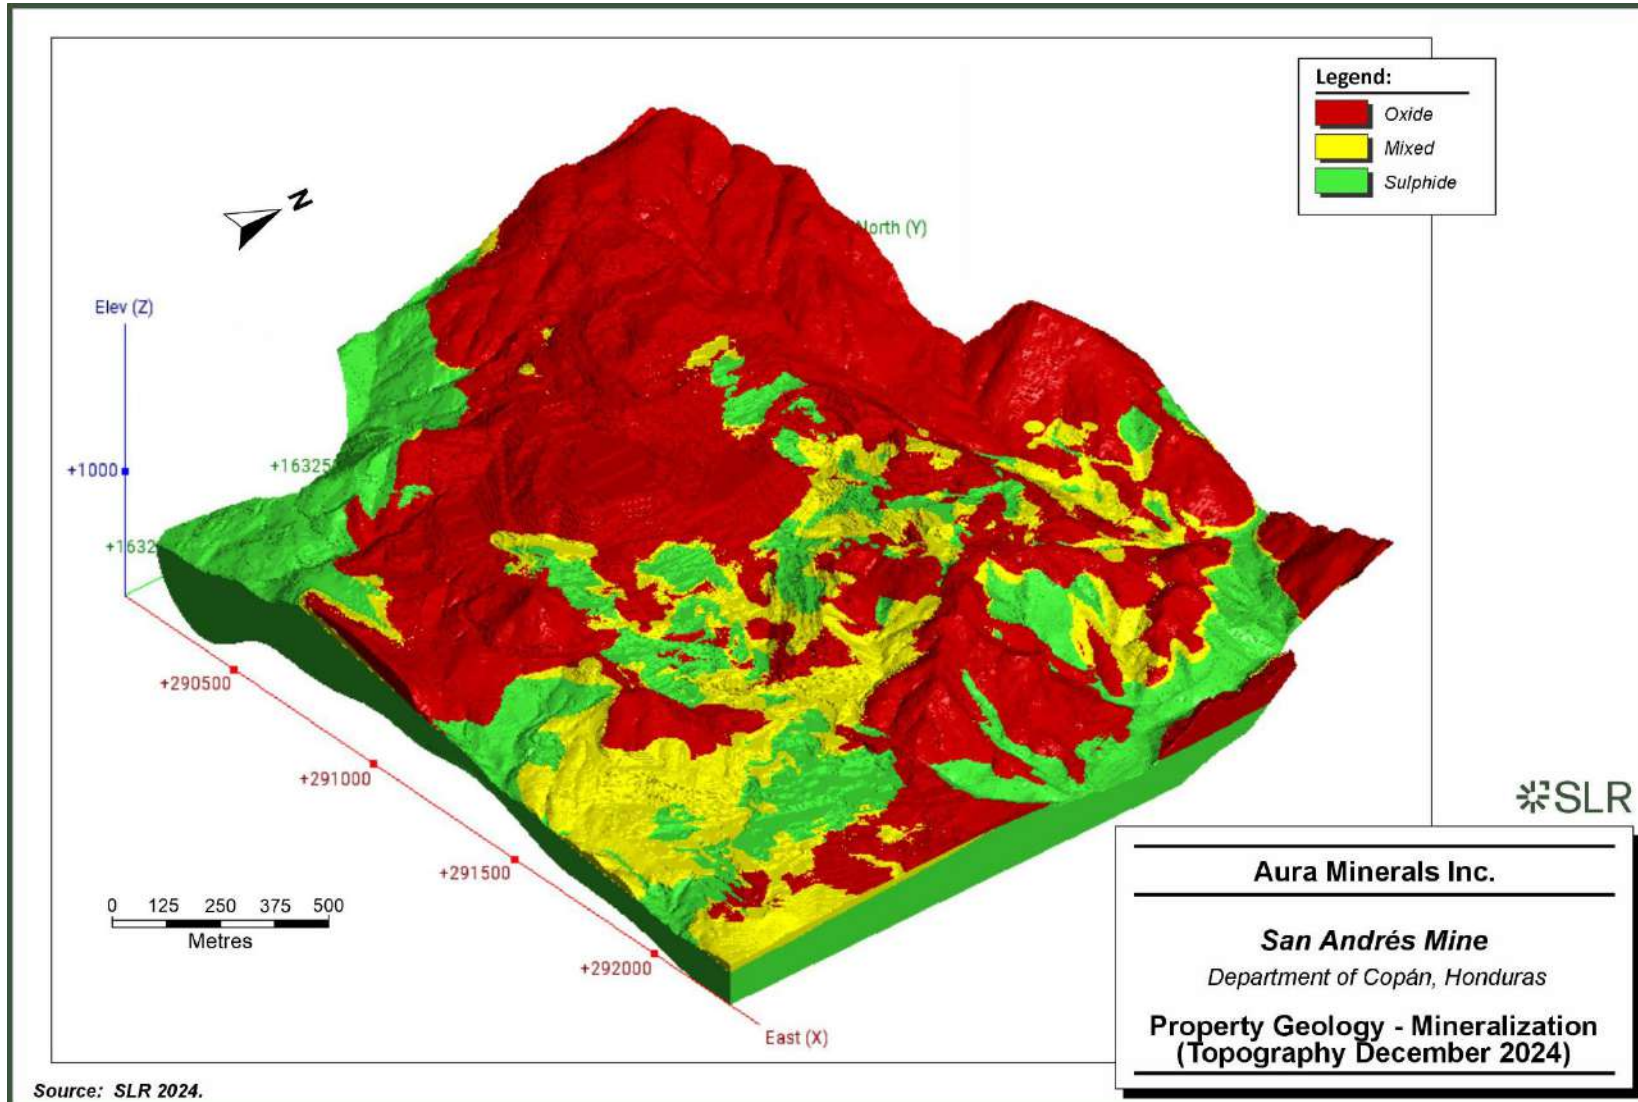 Legend:
Oxide
Mixed
Sulphide
N
North (Y)
Elev (Z)
+1000
+16325
+1632
+290500
+291000
+291500
+292000
East (X)
0 125 250 375 500
Metres
SLR
Aura Minerals Inc.
San Andrés Mine
Department of Copán, Honduras
Property Geology - Mineralization
(Topography December 2024)
Source: SLR 2024.